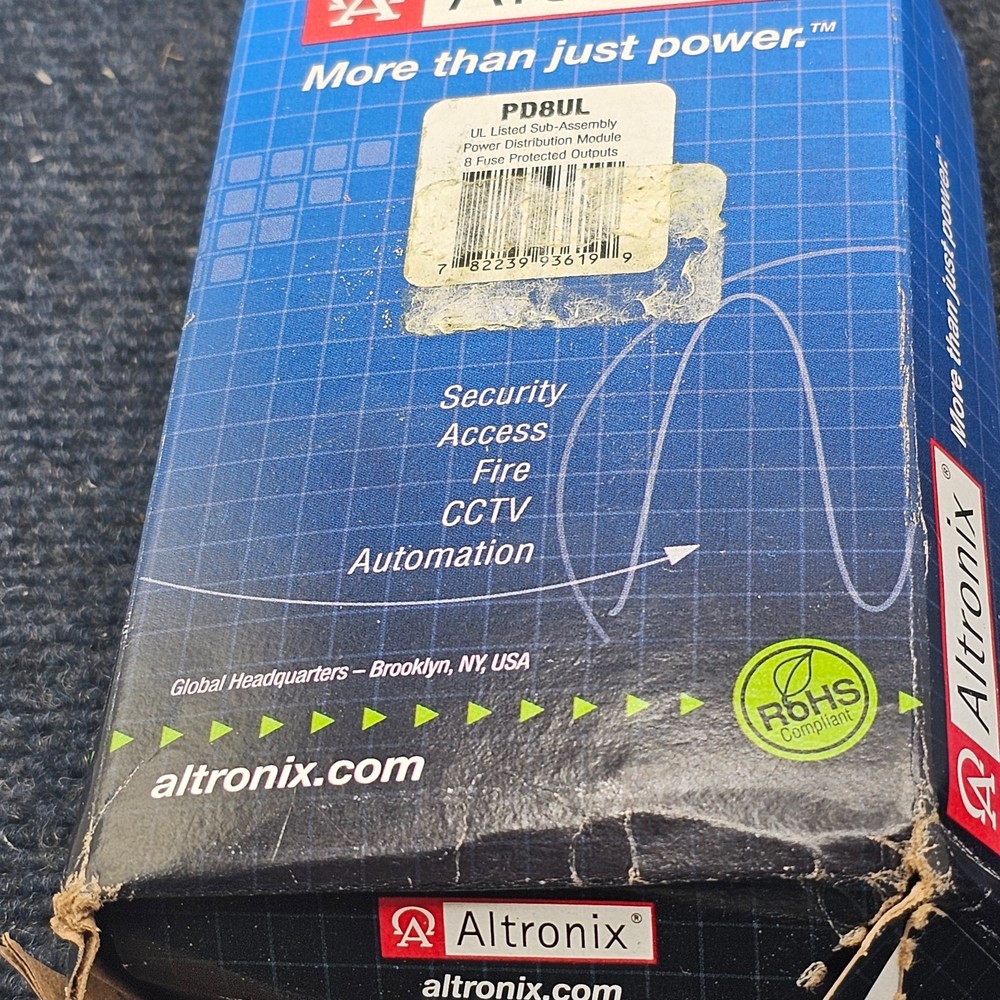 More than just power.™
PD8UL
UL Listed Sub-Assembly
Power Distribution Module
8 Fuse Protected Outputs
7 82239 93619 9
Security
Access
Fire
CCTV
Automation
Global Headquarters – Brooklyn, NY, USA
RoHS
Compliant
altronix.com
Altronix®
altronix.com
More than just power.™
Altronix®